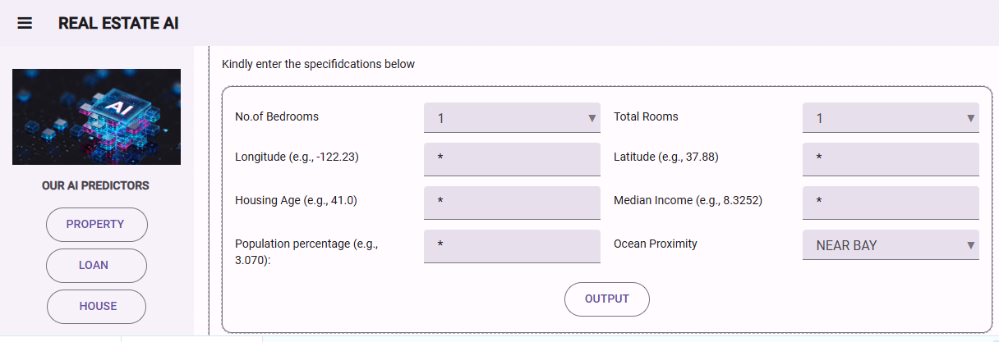 REAL ESTATE AI
Kindly enter the specifidcations below
No.of Bedrooms 1 ▼ Total Rooms 1 ▼
Longitude (e.g., -122.23) * Latitude (e.g., 37.88) *
Housing Age (e.g., 41.0) * Median Income (e.g., 8.3252) *
Population percentage (e.g.,
3.070): * Ocean Proximity NEAR BAY ▼
OUTPUT
AI
OUR AI PREDICTORS
PROPERTY
LOAN
HOUSE